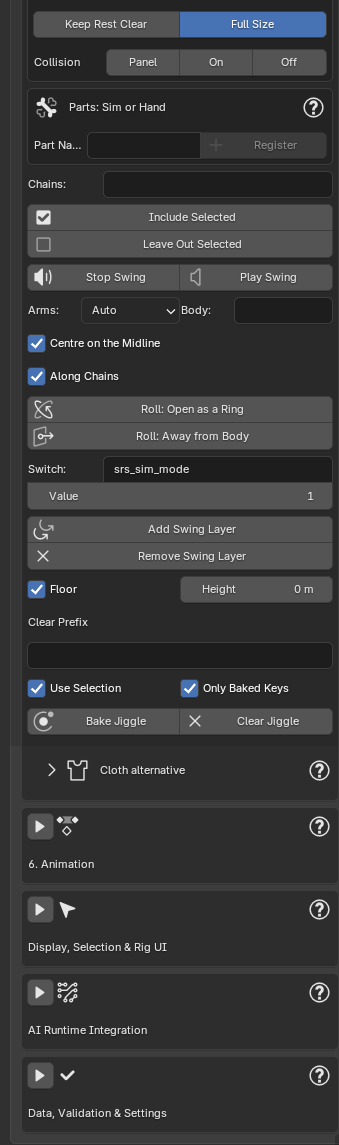 Keep Rest Clear Full Size
Collision Panel On Off
Parts: Sim or Hand
Part Na... Register
Chains:
Include Selected
Leave Out Selected
Stop Swing Play Swing
Arms: Auto Body:
Centre on the Midline
Along Chains
Roll: Open as a Ring
Roll: Away from Body
Switch: srs_sim_mode
Value 1
Add Swing Layer
Remove Swing Layer
Floor Height 0 m
Clear Prefix
Use Selection Only Baked Keys
Bake Jiggle Clear Jiggle
Cloth alternative
6. Animation
Display, Selection & Rig UI
AI Runtime Integration
Data, Validation & Settings